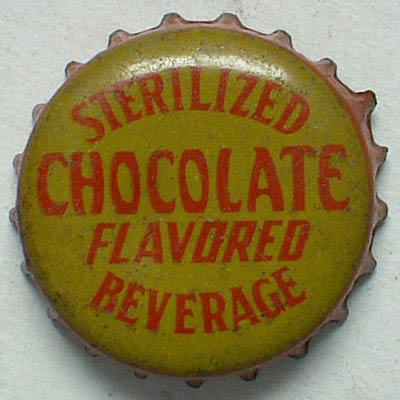 STERILIZED
CHOCOLATE
FLAVORED
BEVERAGE